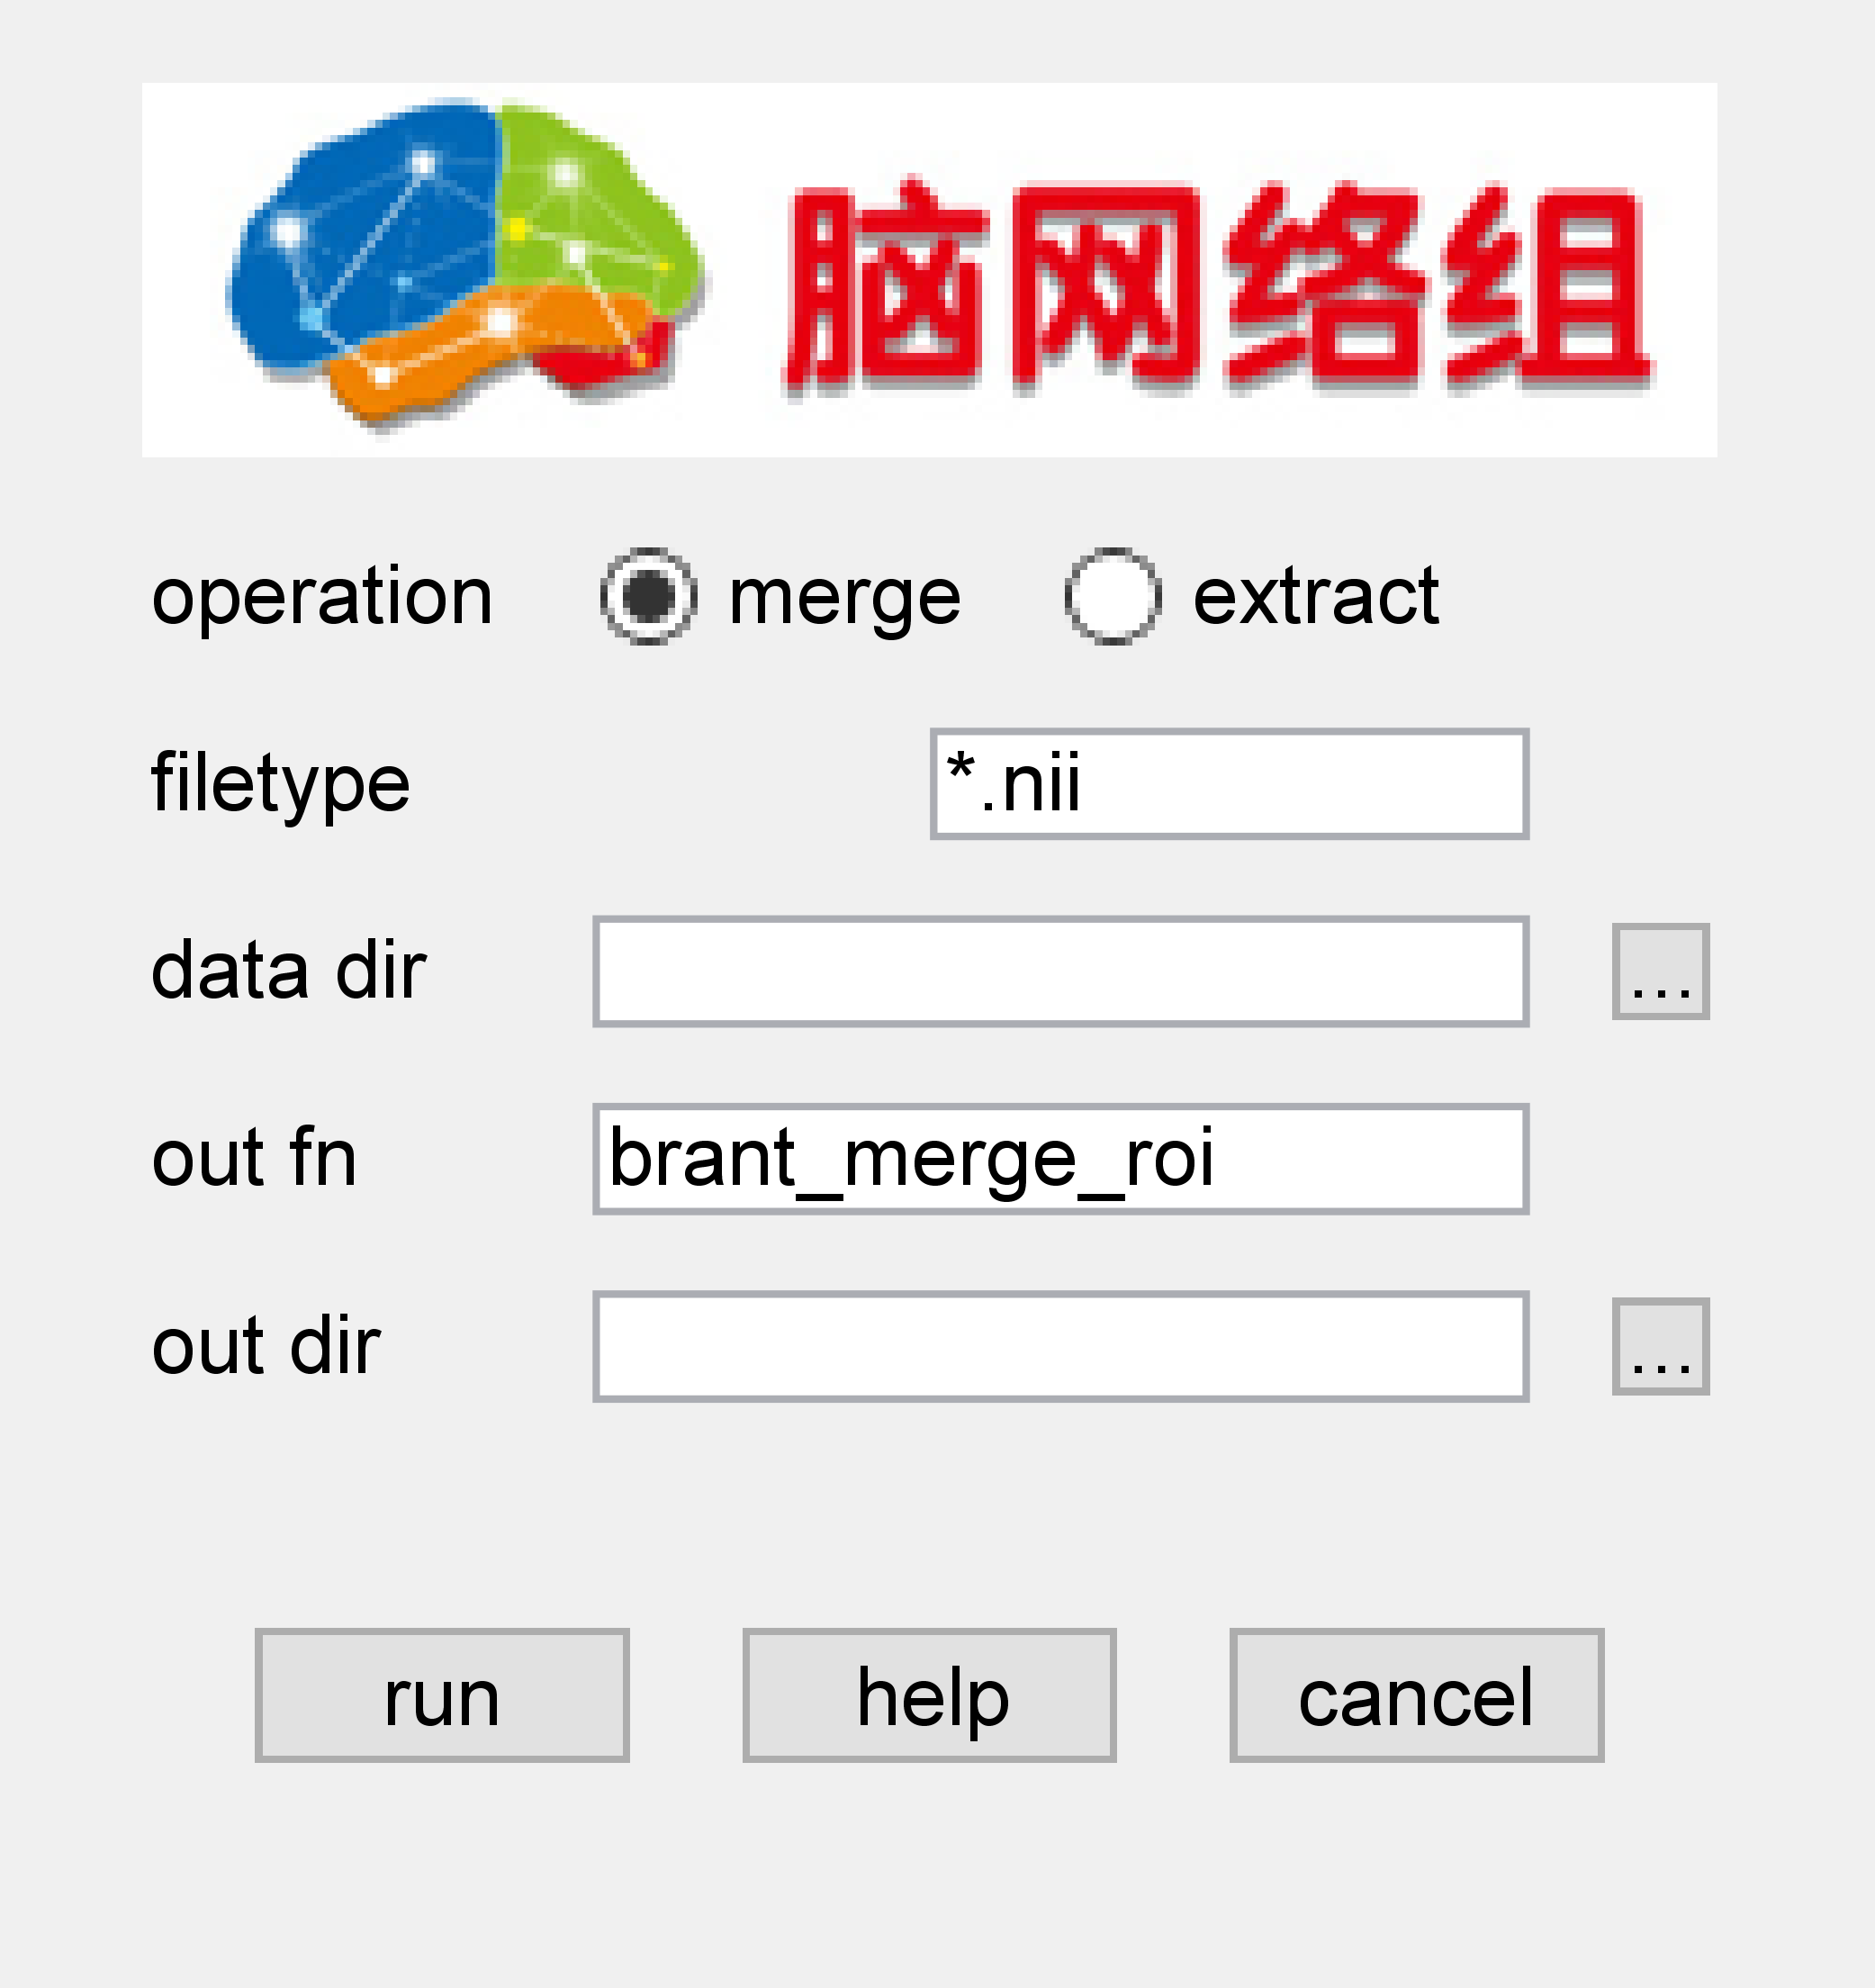 脑网络组
operation merge extract
filetype *.nii
data dir ...
out fn brant_merge_roi
out dir ...
run help cancel